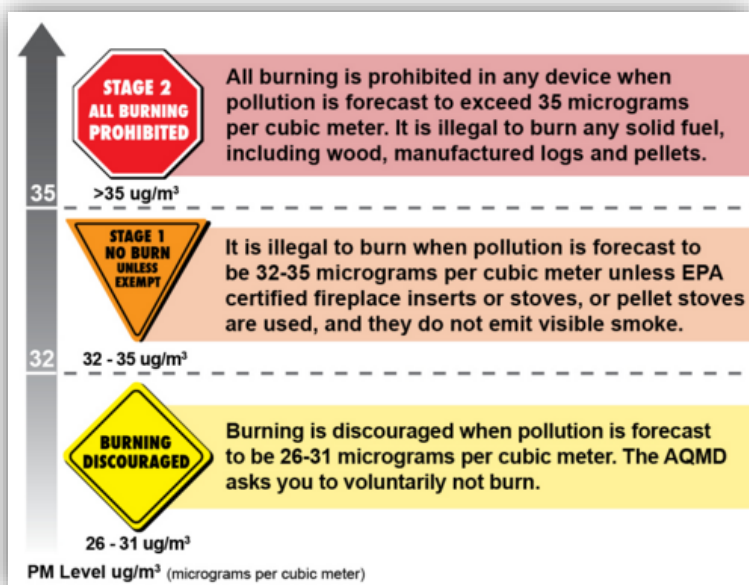 STAGE 2
ALL BURNING
PROHIBITED
>35 ug/m³
All burning is prohibited in any device when
pollution is forecast to exceed 35 micrograms
per cubic meter. It is illegal to burn any solid fuel,
including wood, manufactured logs and pellets.
35
STAGE 1
NO BURN
UNLESS
EXEMPT
32 - 35 ug/m³
It is illegal to burn when pollution is forecast to
be 32-35 micrograms per cubic meter unless EPA
certified fireplace inserts or stoves, or pellet stoves
are used, and they do not emit visible smoke.
32
BURNING
DISCOURAGED
26 - 31 ug/m³
Burning is discouraged when pollution is forecast
to be 26-31 micrograms per cubic meter. The AQMD
asks you to voluntarily not burn.
PM Level ug/m³ (micrograms per cubic meter)